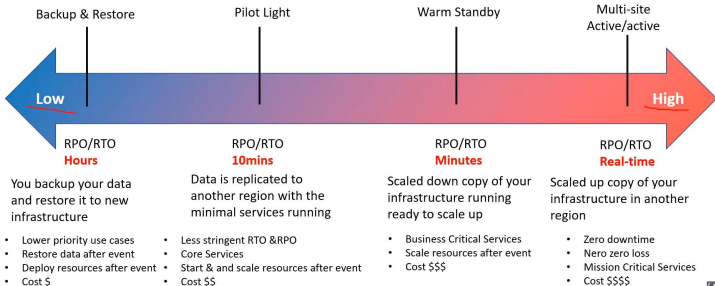 Backup & Restore
Pilot Light
Warm Standby
Multi-site
Active/active
Low
High
RPO/RTO
Hours
You backup your data
and restore it to new
infrastructure
• Lower priority use cases
• Restore data after event
• Deploy resources after event
• Cost $
RPO/RTO
10mins
Data is replicated to
another region with the
minimal services running
• Less stringent RTO &RPO
• Core Services
• Start & and scale resources after event
• Cost $$
RPO/RTO
Minutes
Scaled down copy of your
infrastructure running
ready to scale up
• Business Critical Services
• Scale resources after event
• Cost $$$
RPO/RTO
Real-time
Scaled up copy of your
infrastructure in another
region
• Zero downtime
• Nero zero loss
• Mission Critical Services
• Cost $$$$